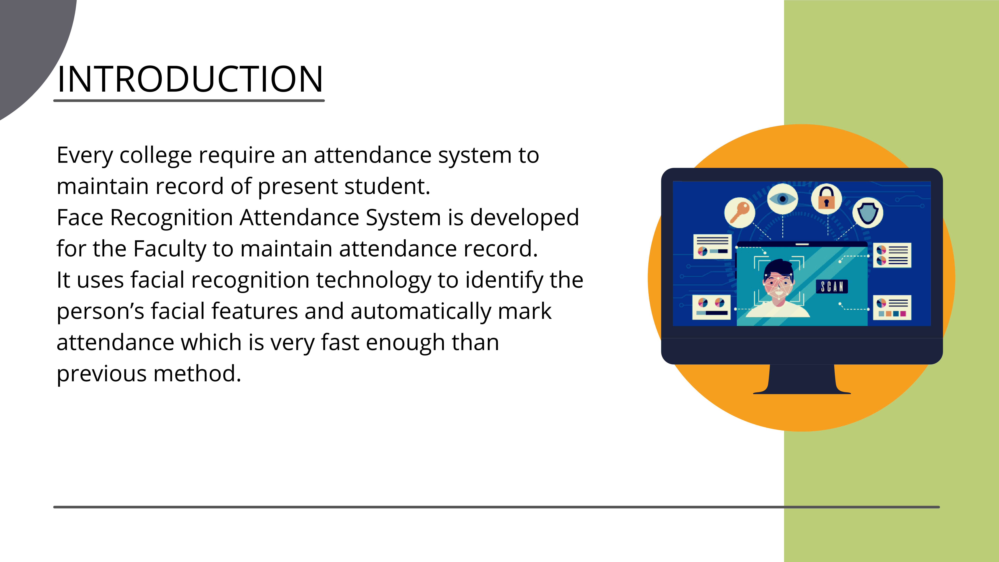 INTRODUCTION
Every college require an attendance system to
maintain record of present student.
Face Recognition Attendance System is developed
for the Faculty to maintain attendance record.
It uses facial recognition technology to identify the
person’s facial features and automatically mark
attendance which is very fast enough than
previous method.
SCAN